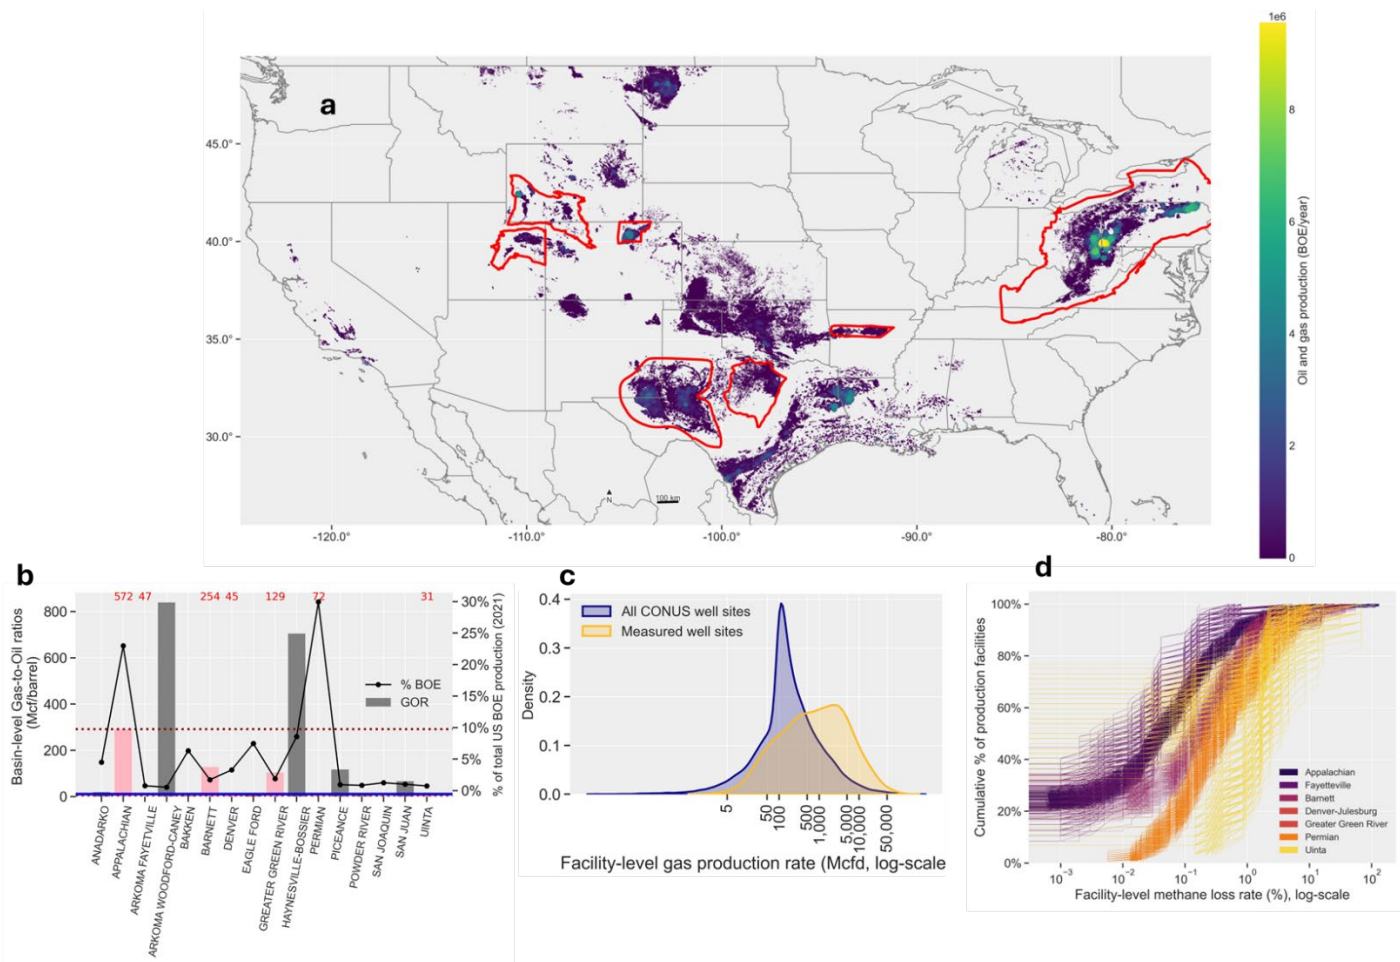 1e6
a
45.0°
40.0°
35.0°
30.0°
-120.0°
-110.0°
-100.0°
-90.0°
-80.0°
N
100 km
8
6
4
2
0
Oil and gas production (BOE/year)
b
572 47 254 45 129 72 31
Basin-level Gas-to-Oil ratios
(Mcf/barrel)
800
600
400
200
0
% BOE
GOR
30%
25%
20%
15%
10%
5%
0%
% of total US BOE production (2021)
ANADARKO
APPALACHIAN
ARKOMA FAYETVILLE
ARKOMA WOODFORD-CANEY
BAKKEN
BARNETT
DENVER
EAGLE FORD
GREATER GREEN RIVER
HAYNESVILLE-BOSSIER
PERMIAN
PICEANCE
POWDER RIVER
SAN JOAQUIN
SAN JUAN
UINTA
c
All CONUS well sites
Measured well sites
Density
0.4
0.3
0.2
0.1
0.0
5
50
100
500
1,000
5,000
10,000
50,000
Facility-level gas production rate (Mcfd, log-scale
d
Cumulative % of production facilities
100%
80%
60%
40%
20%
0%
Appalachian
Fayetteville
Barnett
Denver-Julesburg
Greater Green River
Permian
Uinta
10⁻³
10⁻²
10⁻¹
10⁰
10¹
10²
Facility-level methane loss rate (%), log-scale